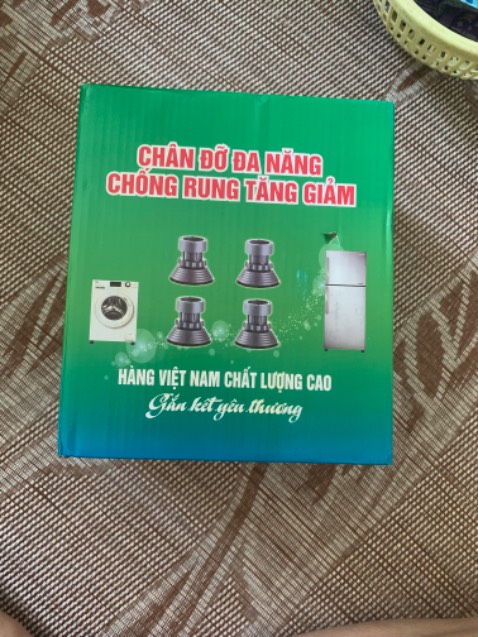 CHÂN ĐỠ ĐA NĂNG
CHỐNG RUNG TĂNG GIẢM
HÀNG VIỆT NAM CHẤT LƯỢNG CAO
Gắn kết yêu thương